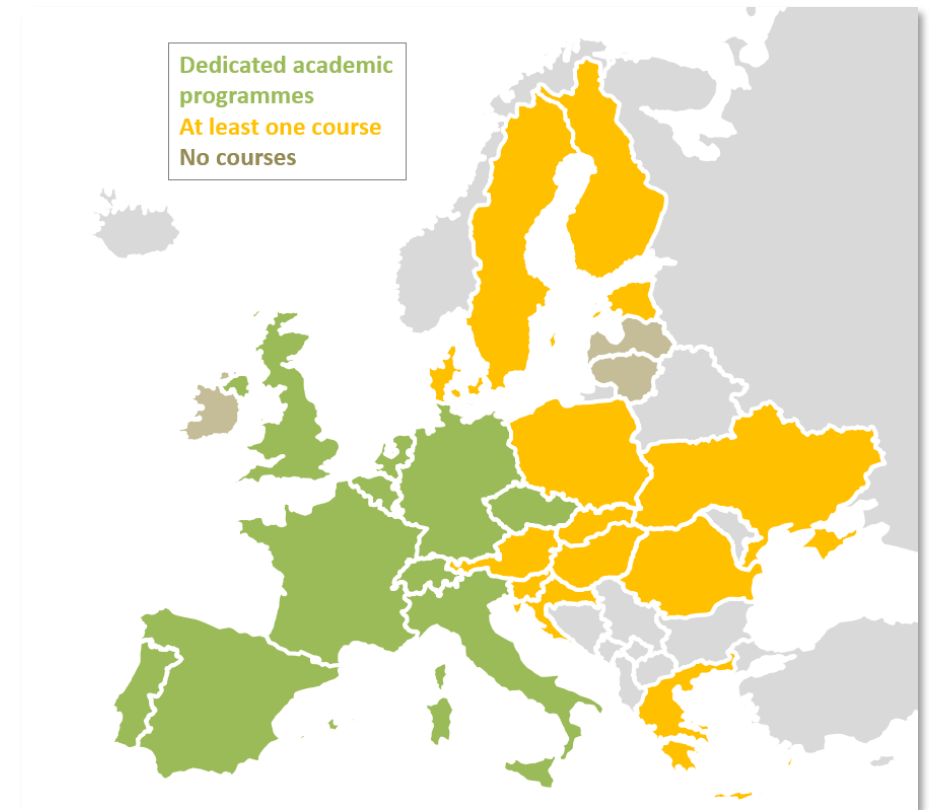 Dedicated academic
programmes
At least one course
No courses